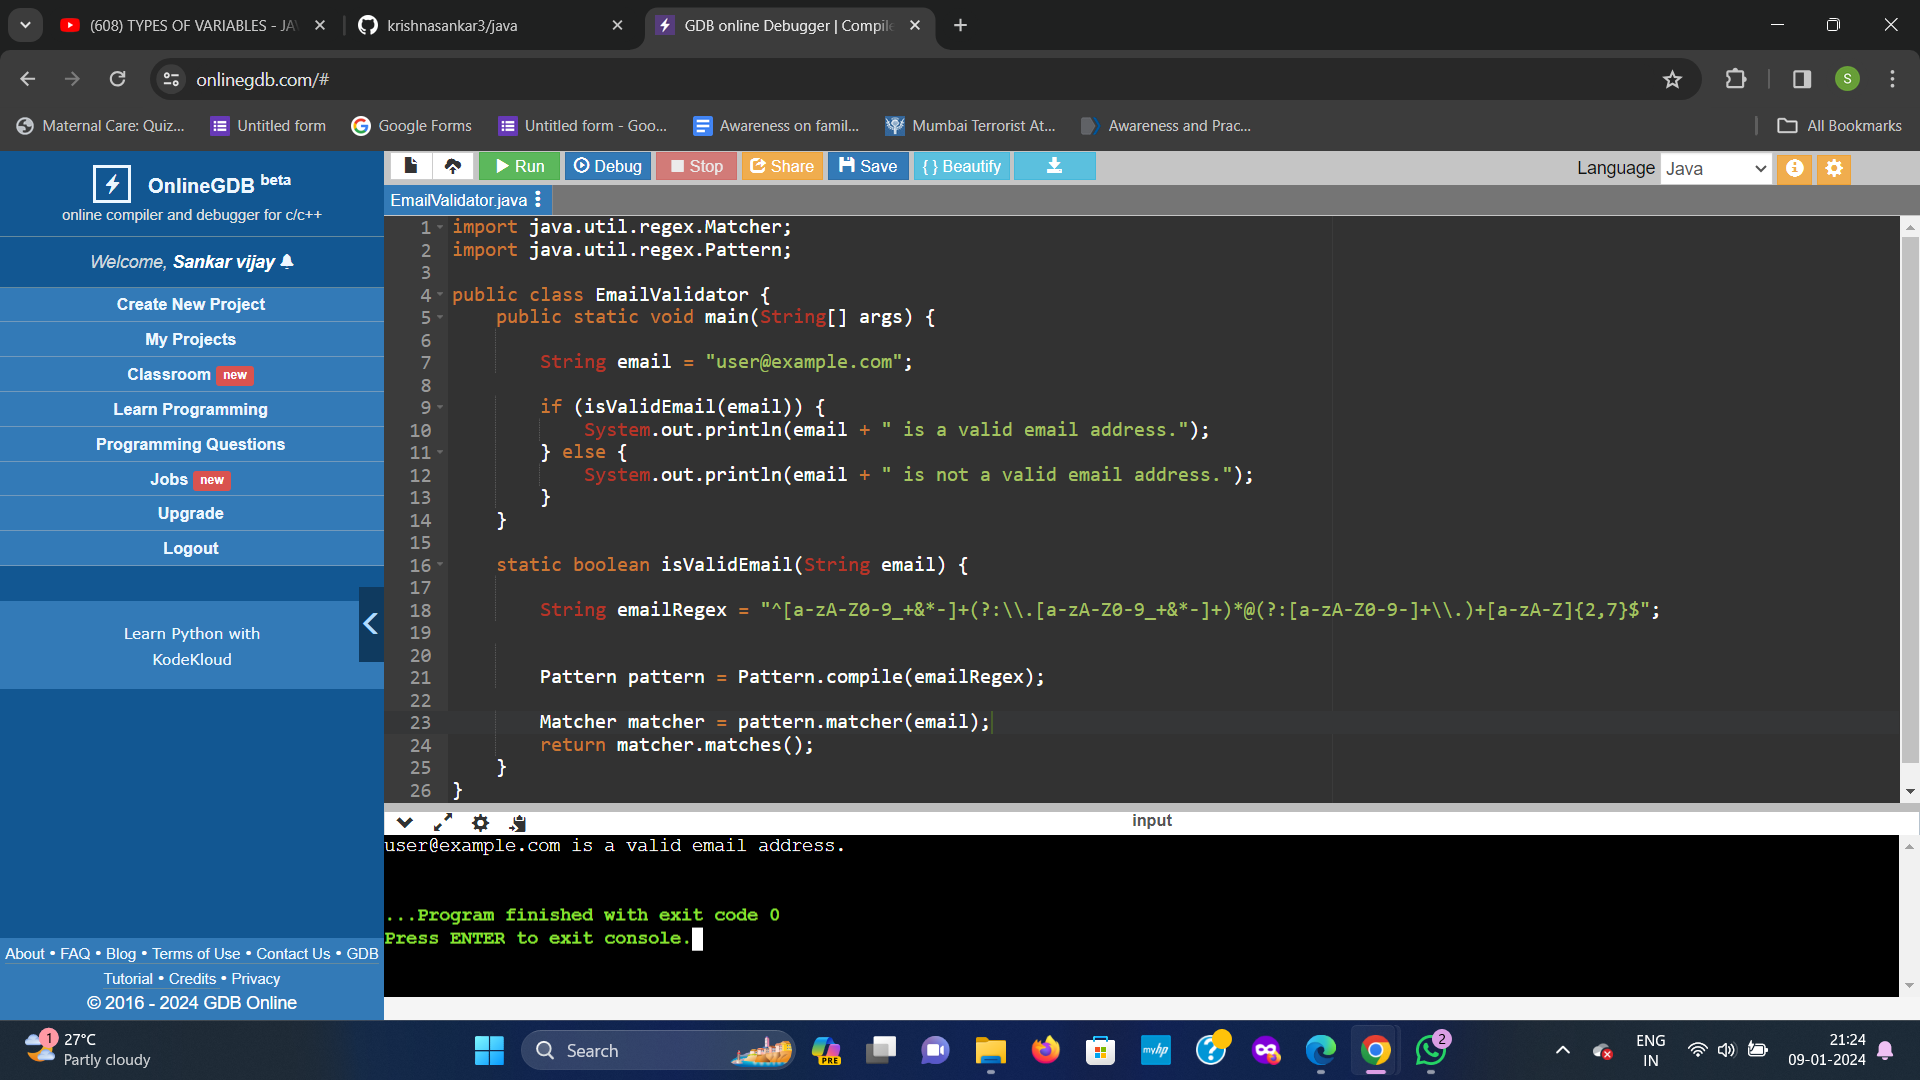 (608) TYPES OF VARIABLES - JA
krishnasankar3/java
GDB online Debugger | Compile
onlinegdb.com/#
S
Maternal Care: Quiz...
Untitled form
Google Forms
Untitled form - Goo...
Awareness on famil...
Mumbai Terrorist At...
Awareness and Prac...
All Bookmarks
OnlineGDB beta
online compiler and debugger for c/c++
Welcome, Sankar vijay
Create New Project
My Projects
Classroom new
Learn Programming
Programming Questions
Jobs new
Upgrade
Logout
Learn Python with
KodeKloud
About • FAQ • Blog • Terms of Use • Contact Us • GDB
Tutorial • Credits • Privacy
© 2016 - 2024 GDB Online
Run
Debug
Stop
Share
Save
{ } Beautify
Language Java
EmailValidator.java
1 import java.util.regex.Matcher;
2 import java.util.regex.Pattern;
3
4 public class EmailValidator {
5     public static void main(String[] args) {
6
7         String email = "user@example.com";
8
9         if (isValidEmail(email)) {
10             System.out.println(email + " is a valid email address.");
11         } else {
12             System.out.println(email + " is not a valid email address.");
13         }
14     }
15
16     static boolean isValidEmail(String email) {
17
18         String emailRegex = "^[a-zA-Z0-9_+&*-]+(?:\\.[a-zA-Z0-9_+&*-]+)*@(?:[a-zA-Z0-9-]+\\.)+[a-zA-Z]{2,7}$";
19
20
21         Pattern pattern = Pattern.compile(emailRegex);
22
23         Matcher matcher = pattern.matcher(email);
24         return matcher.matches();
25     }
26 }
input
user@example.com is a valid email address.
...Program finished with exit code 0
Press ENTER to exit console.
1
27°C
Partly cloudy
Search
PRE
myhp
2
ENG
IN
21:24
09-01-2024